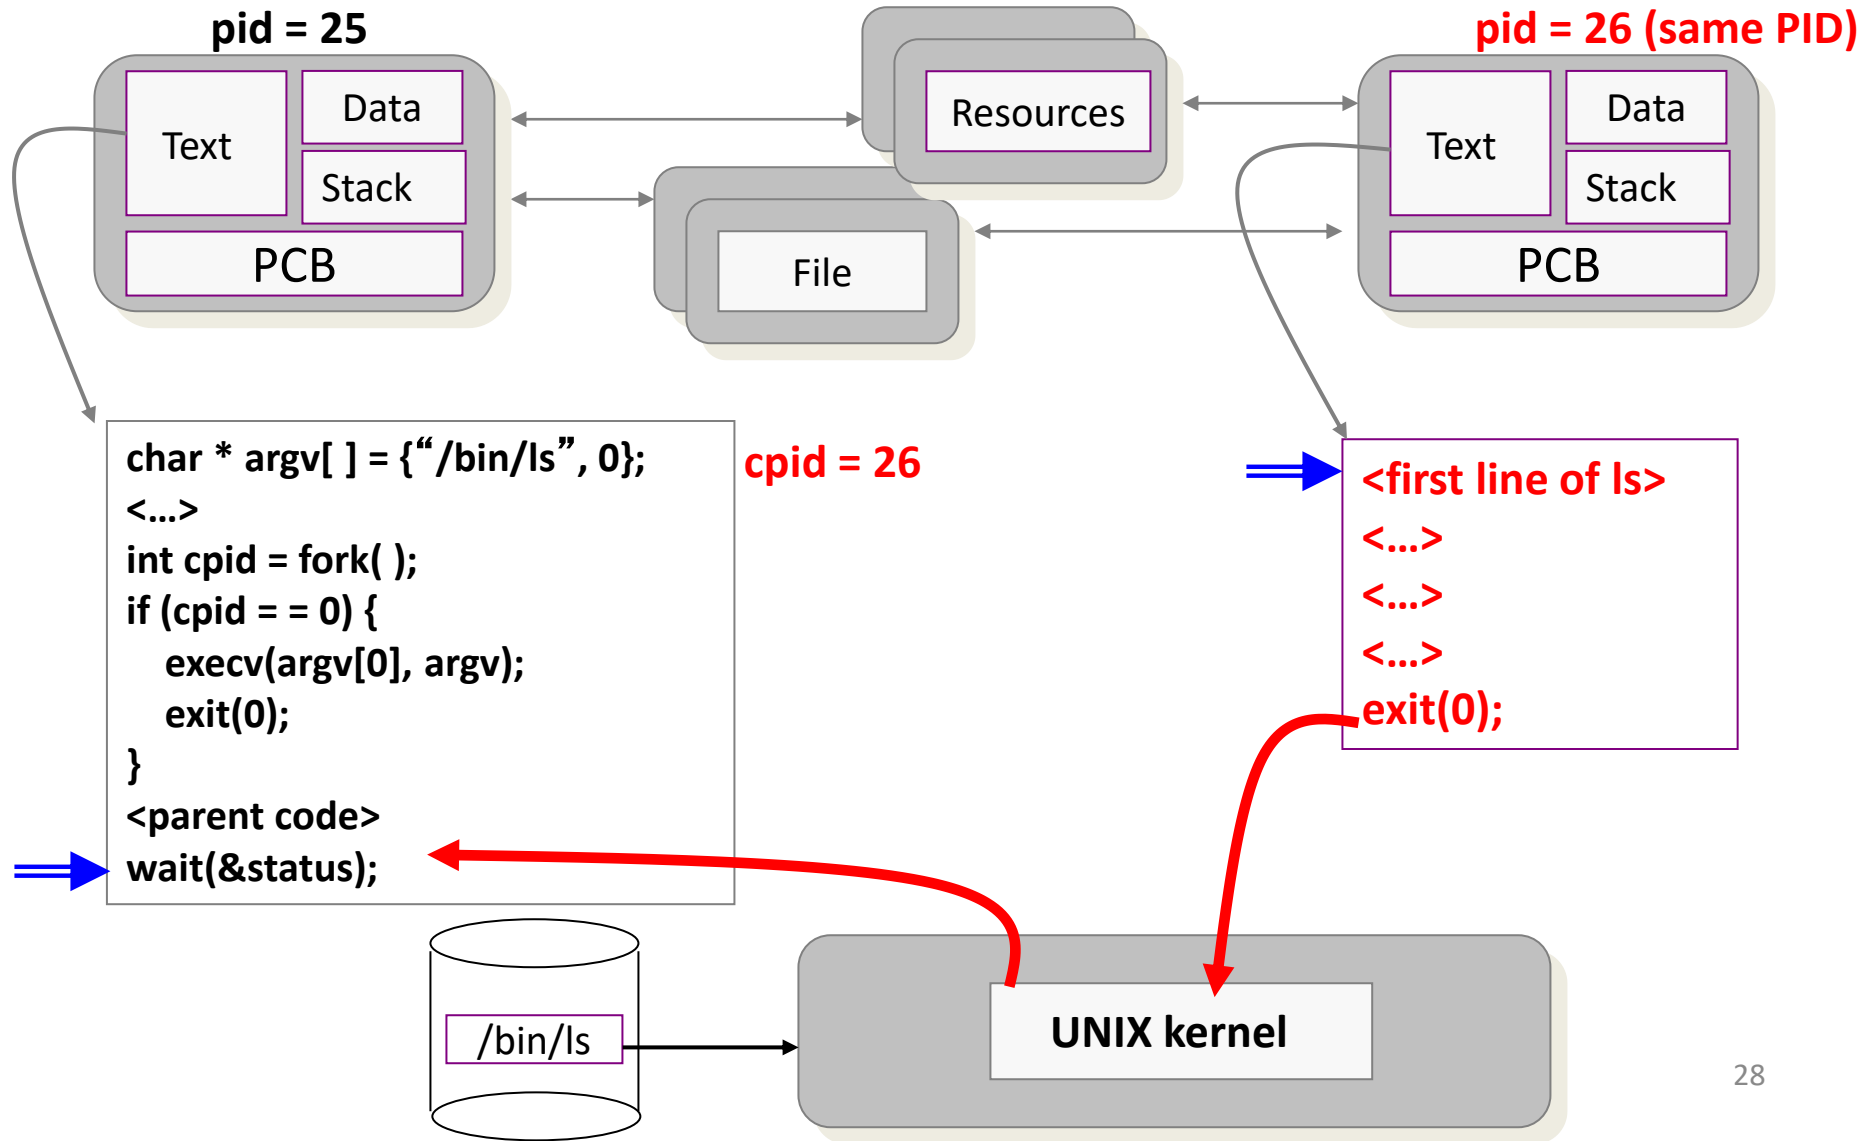 pid = 25
pid = 26 (same PID)
Text
Data
Stack
PCB
Resources
File
Text
Data
Stack
PCB
char * argv[ ] = {“/bin/ls”, 0};
<...>
int cpid = fork( );
if (cpid = = 0) {
execv(argv[0], argv);
exit(0);
}
<parent code>
wait(&status);
cpid = 26
<first line of ls>
<...>
<...>
<...>
exit(0);
/bin/ls
UNIX kernel
28